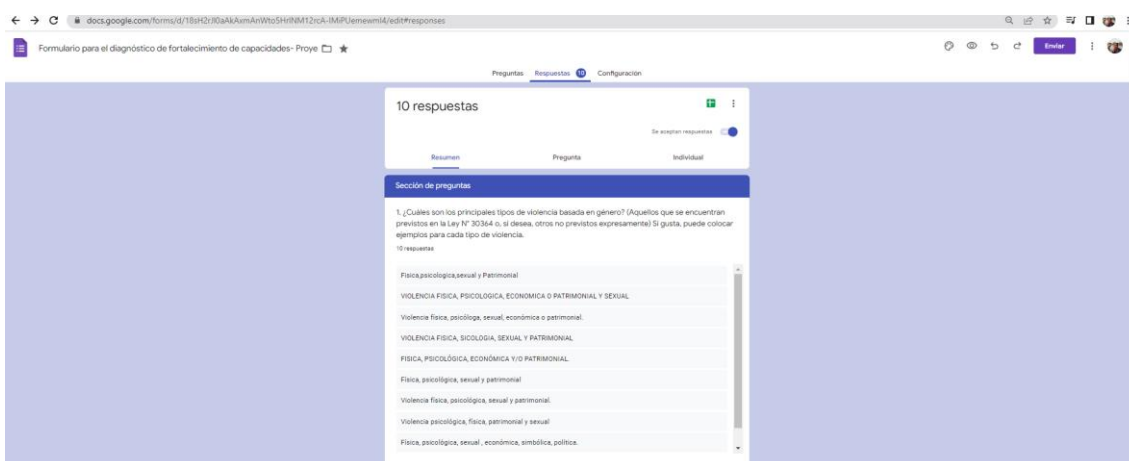 docs.google.com/forms/d/18sH2rJl0aAkAxmAnWto5HrlNM12rcA-IMiPUemewmI4/edit#responses
Formulario para el diagnóstico de fortalecimiento de capacidades- Proye
Enviar
Preguntas Respuestas 10 Configuración
10 respuestas
Se aceptan respuestas
Resumen Pregunta Individual
Sección de preguntas
1. ¿Cuáles son los principales tipos de violencia basada en género? (Aquellos que se encuentran
previstos en la Ley N° 30364 o, si desea, otros no previstos expresamente) Si gusta, puede colocar
ejemplos para cada tipo de violencia.
10 respuestas
Fisica,psicologica,sexual y Patrimonial
VIOLENCIA FISICA, PSICOLOGICA, ECONOMICA O PATRIMONIAL Y SEXUAL
Violencia física, psicóloga, sexual, económica o patrimonial.
VIOLENCIA FISICA, SICOLOGIA, SEXUAL Y PATRIMONIAL
FISICA, PSICOLÓGICA, ECONÓMICA Y/O PATRIMONIAL.
Física, psicológica, sexual y patrimonial
Violencia física, psicológica, sexual y patrimonial.
Violencia psicológica, física, patrimonial y sexual
Física, psicológica, sexual , económica, simbólica, política.